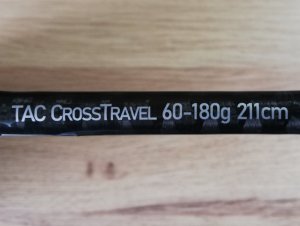 TAC CROSSTRAVEL 60-180g 211cm